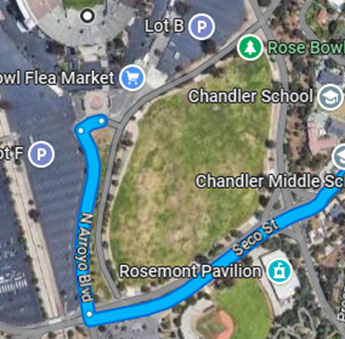 Lot B
P
Rose Bowl
owl Flea Market
Chandler School
ot F
P
Chandler Middle Sc
N Arroyo Blvd
Seco St
Rosemont Pavilion